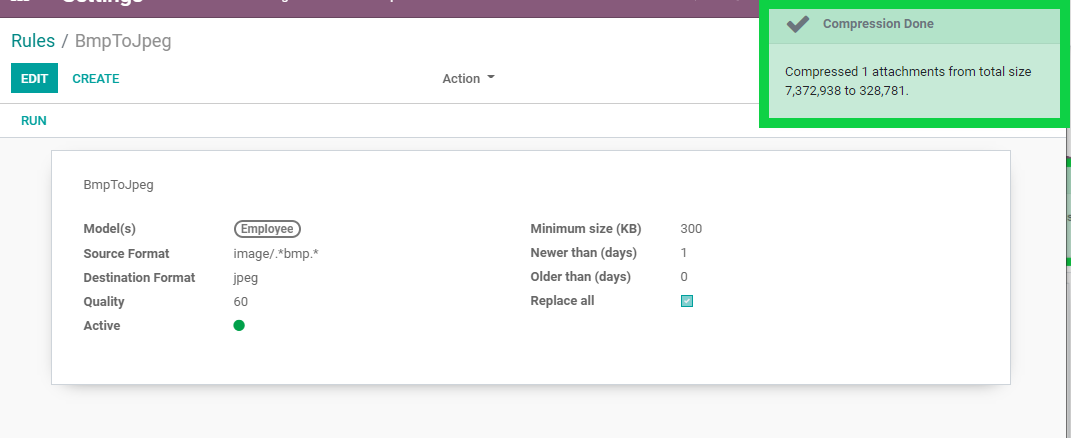 Rules / BmpToJpeg
EDIT CREATE
Action
RUN
Compression Done
Compressed 1 attachments from total size
7,372,938 to 328,781.
BmpToJpeg
Model(s) Employee
Source Format image/.*bmp.*
Destination Format jpeg
Quality 60
Active
Minimum size (KB) 300
Newer than (days) 1
Older than (days) 0
Replace all